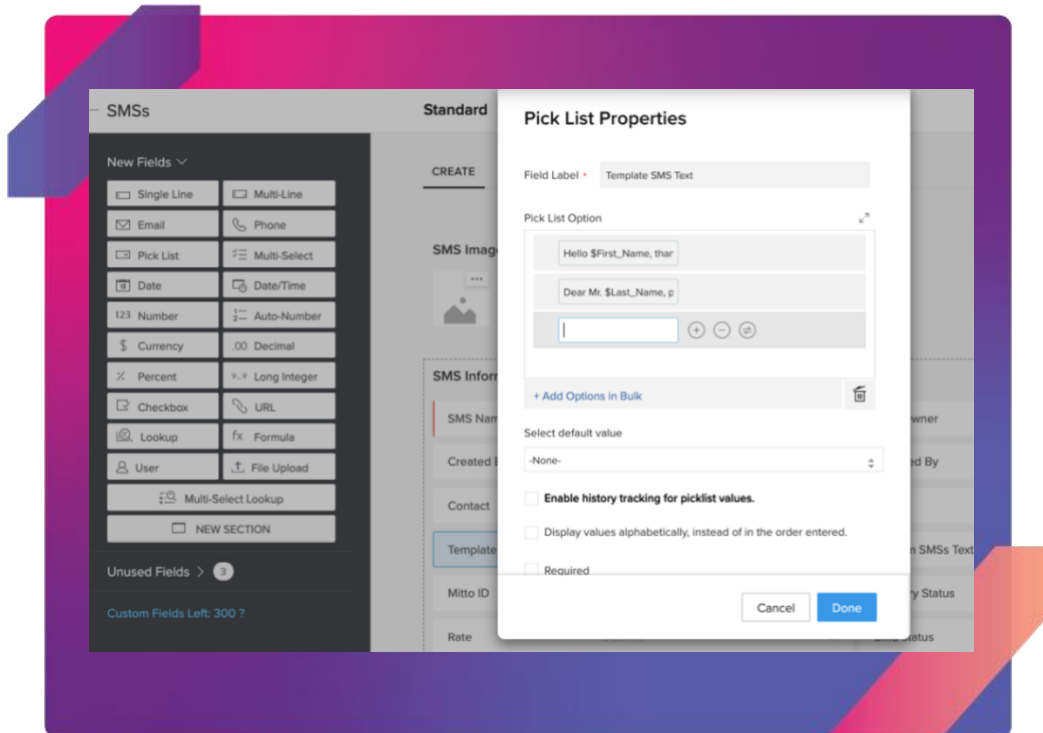 SMSs
Standard
New Fields
Single Line
Multi-Line
Email
Phone
Pick List
Multi-Select
Date
Date/Time
123 Number
Auto-Number
$ Currency
.00 Decimal
% Percent
Long Integer
Checkbox
URL
Lookup
fx Formula
User
File Upload
Multi-Select Lookup
NEW SECTION
Unused Fields > 3
Custom Fields Left: 300 ?
CREATE
SMS Imag
SMS Infor
SMS Nam
Created
Contact
Template
Mitto ID
Rate
Pick List Properties
Field Label • Template SMS Text
Pick List Option
Hello $First_Name, thar
Dear Mr. $Last_Name, p
+ Add Options in Bulk
Select default value
-None-
Enable history tracking for picklist values.
Display values alphabetically, instead of in the order entered.
Required
Cancel
Done
wner
ed By
n SMSs Text
ry Status